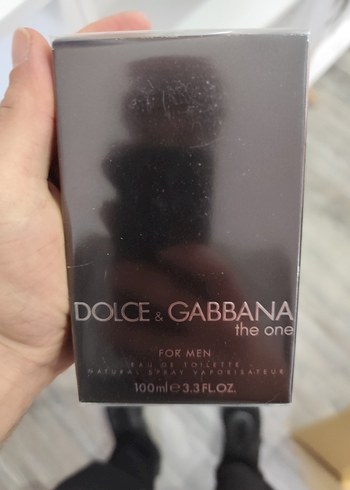 DOLCE & GABBANA
the one
FOR MEN
EAU DE TOILETTE
NATURAL SPRAY VAPORISATEUR
100ml ℮ 3.3 FL.OZ.